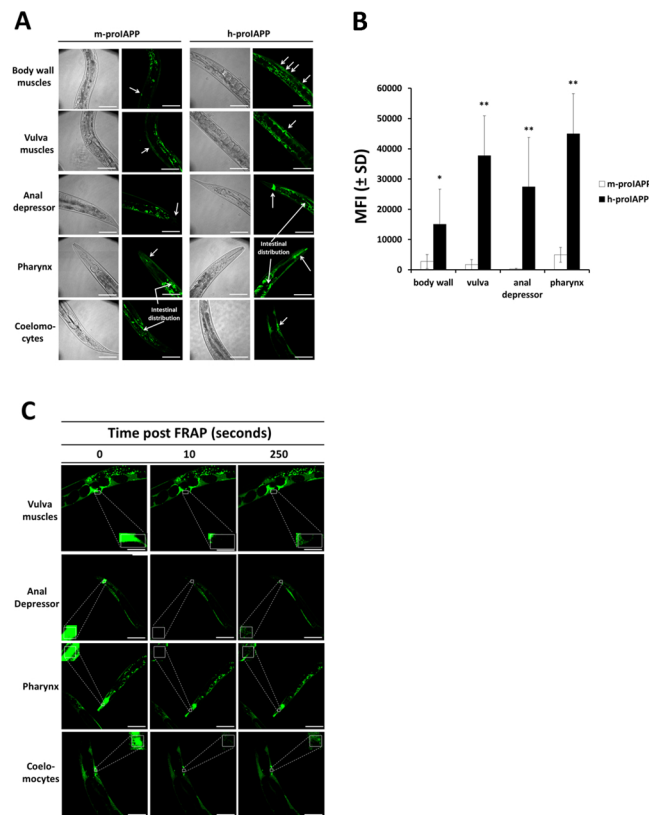 A
m-proIAPP
h-proIAPP
Body wall
muscles
Vulva
muscles
Anal
depressor
Intestinal
distribution
Pharynx
Intestinal
distribution
Coelomo-
cytes
B
MFI (± SD)
60000
50000
40000
30000
20000
10000
0
*
**
**
**
m-proIAPP
h-proIAPP
body wall
vulva
anal
depressor
pharynx
C
Time post FRAP (seconds)
0
10
250
Vulva
muscles
Anal
Depressor
Pharynx
Coelo-
mocytes